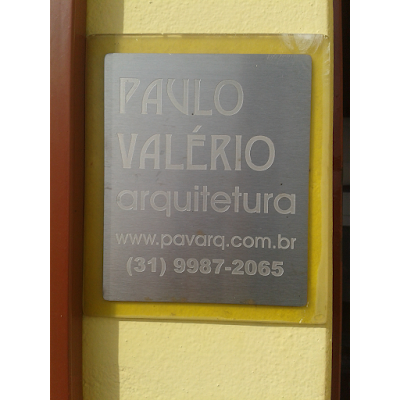 PAULO
VALÉRIO
arquitetura
www.pavarq.com.br
(31) 9987-2065